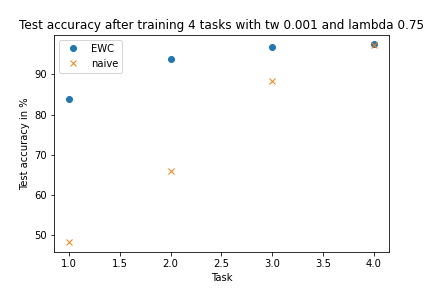 Test accuracy after training 4 tasks with tw 0.001 and lambda 0.75
EWC
naive
Test accuracy in %
90
80
70
60
50
1.0 1.5 2.0 2.5 3.0 3.5 4.0
Task